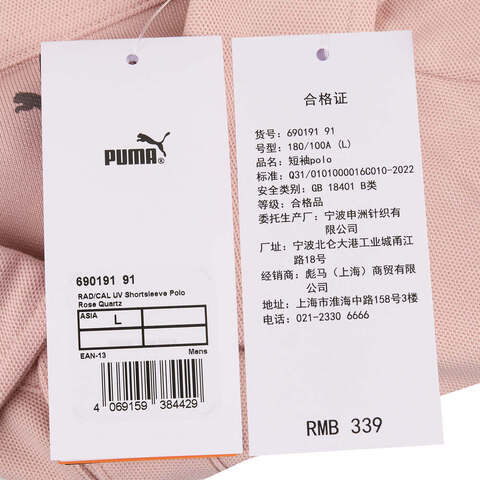 PUMA®
690191 91
RAD/CAL UV Shortsleeve Polo
Rose Quartz
ASIA
L
EAN-13 Mens
4 069159 384429
合格证
货号: 690191 91
号型: 180/100A (L)
品名: 短袖polo
标准: Q31/0101000016C010-2022
安全类别: GB 18401 B类
等级: 合格品
委托生产厂: 宁波申洲针织有
限公司
厂址: 宁波北仑大港工业城甬江
路18号
经销商: 彪马(上海)商贸有限
公司
地址: 上海市淮海中路158号3楼
电话: 021-2330 6666
RMB 339